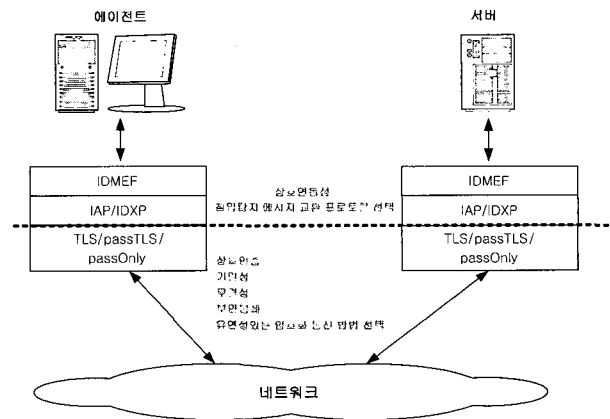 에이전트
서버
IDMEF
IAP/IDXP
TLS/passTLS/
passOnly
상호연동성
침입탐지 메시지 교환 프로토콜 선택
IDMEF
IAP/IDXP
TLS/passTLS/
passOnly
상호인증
기밀성
무결성
부인봉쇄
유연성있는 암호화 통신 방법 선택
네트워크